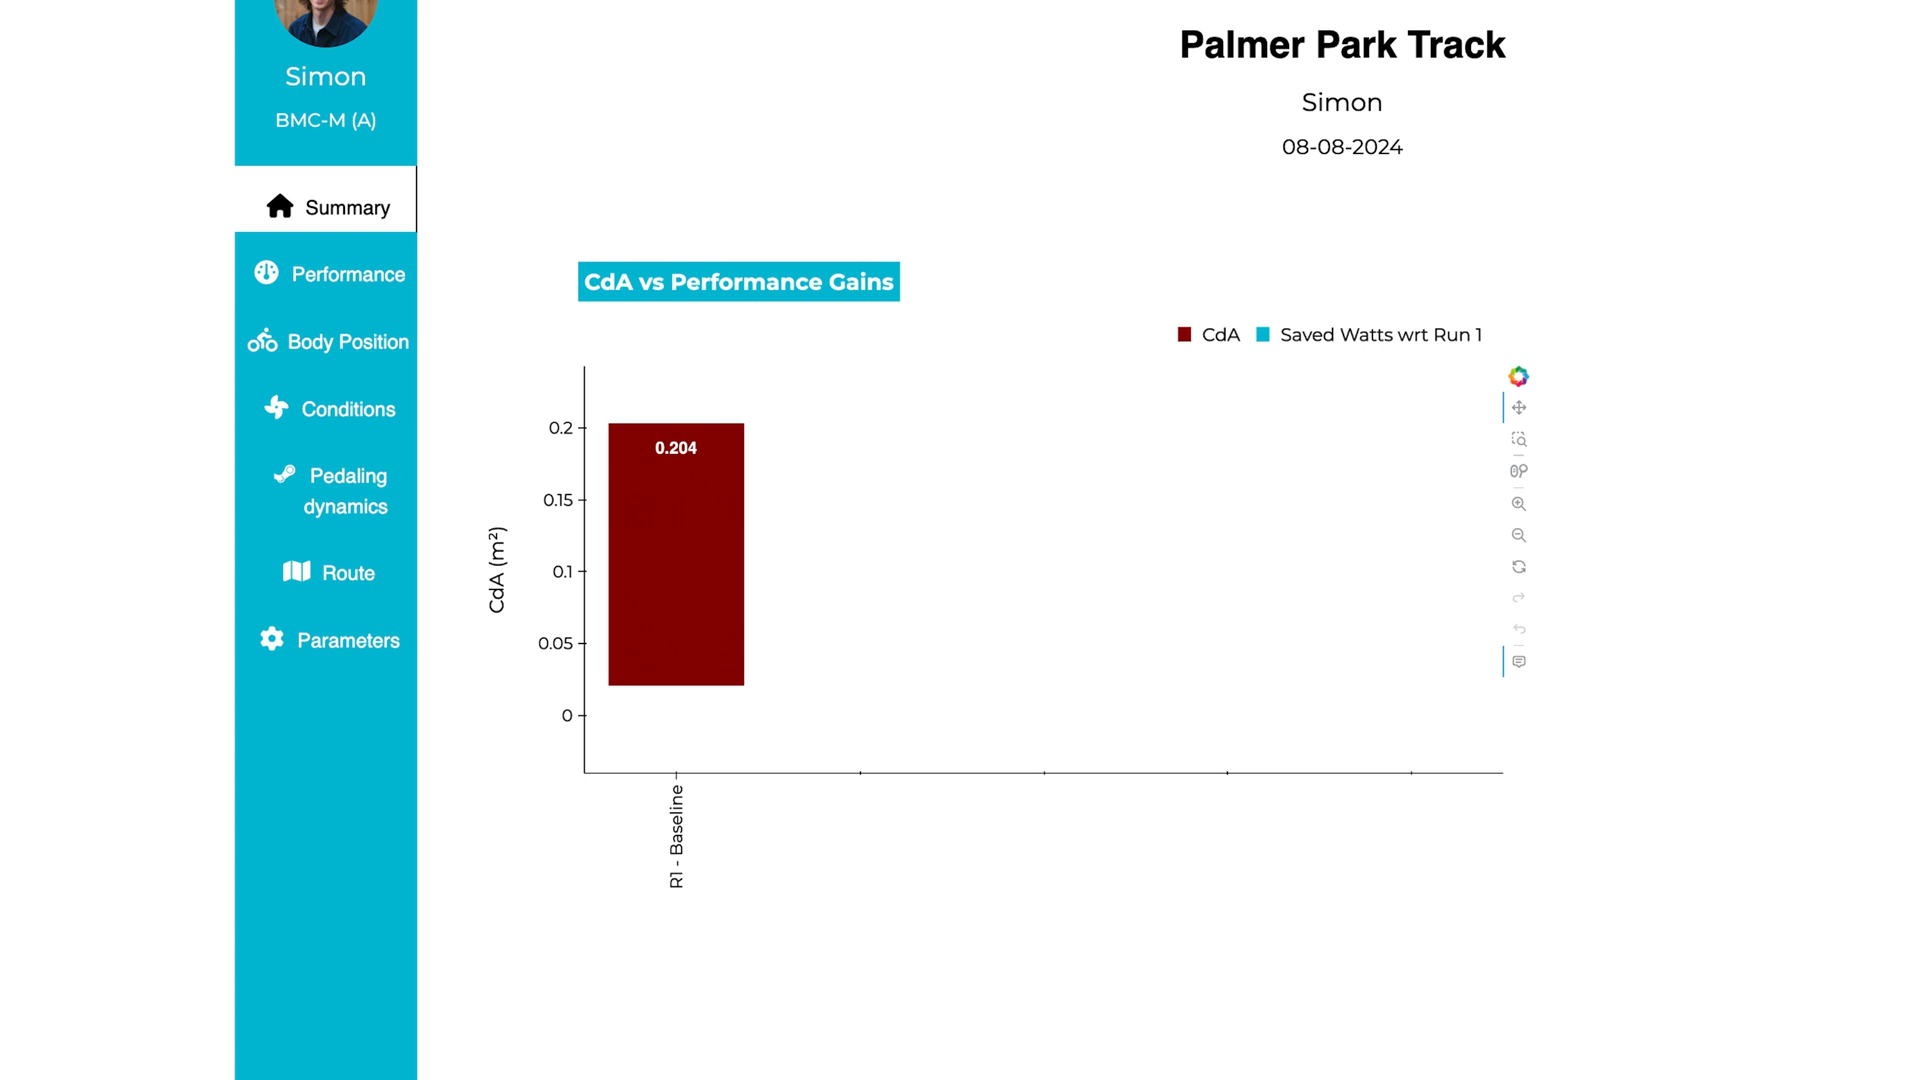 Simon
BMC-M (A)
Summary
Performance
Body Position
Conditions
Pedaling
dynamics
Route
Parameters
Palmer Park Track
Simon
08-08-2024
CdA vs Performance Gains
CdA
Saved Watts wrt Run 1
CdA (m²)
0.2
0.15
0.1
0.05
0
0.204
R1 - Baseline